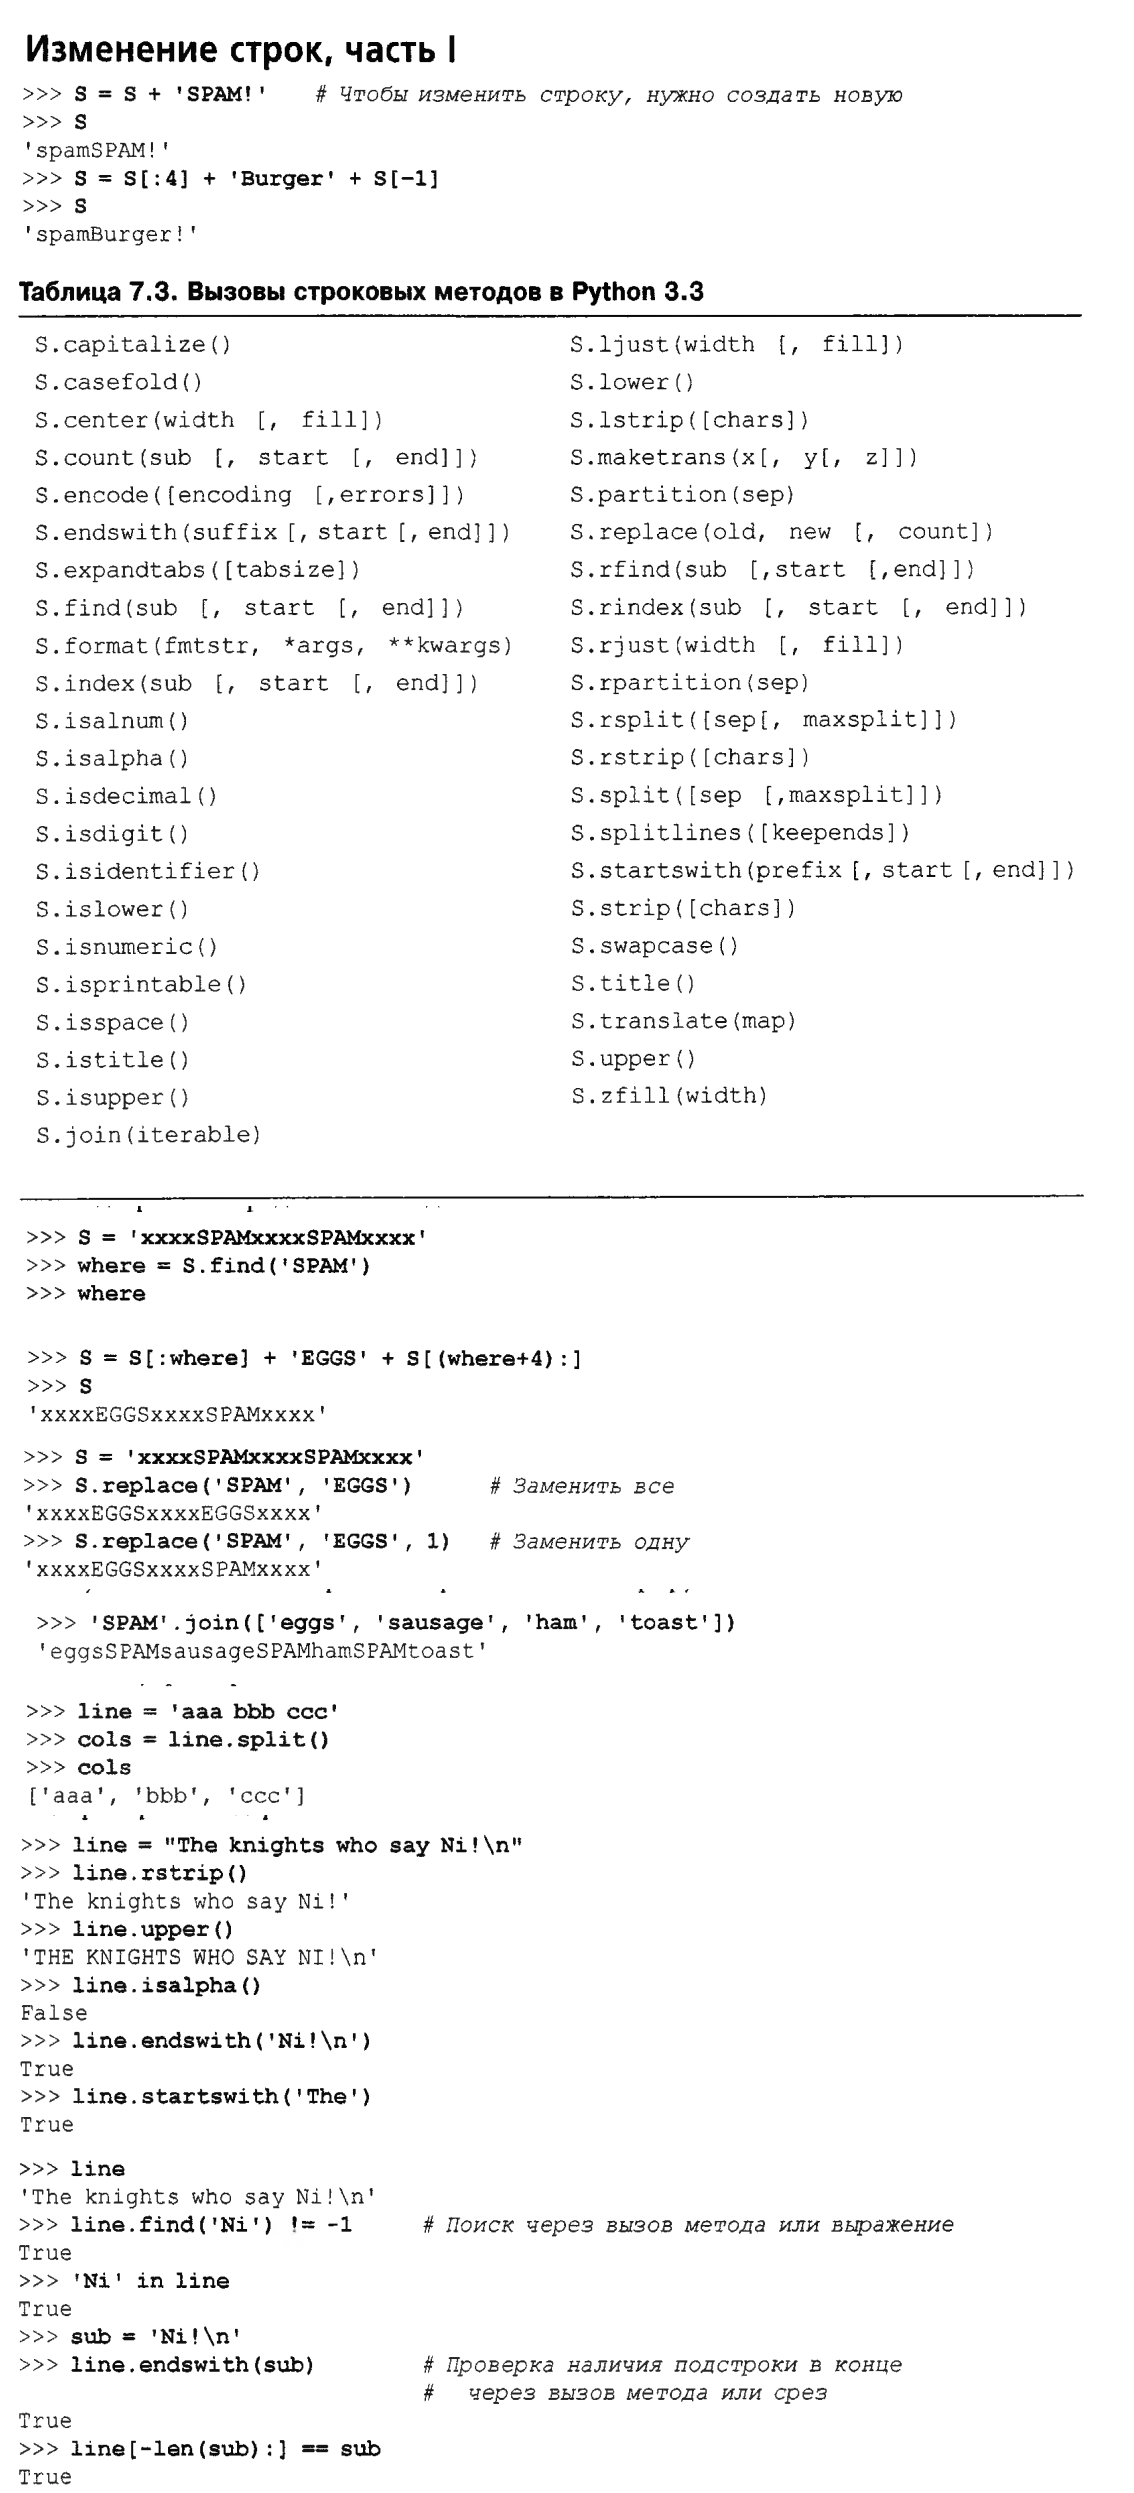 Изменение строк, часть I
>>> S = S + 'SPAM!'    # Чтобы изменить строку, нужно создать новую
>>> S
'spamSPAM!'
>>> S = S[:4] + 'Burger' + S[-1]
>>> S
'spamBurger!'
Таблица 7.3. Вызовы строковых методов в Python 3.3
S.capitalize()
S.casefold()
S.center(width [, fill])
S.count(sub [, start [, end]])
S.encode([encoding [,errors]])
S.endswith(suffix [, start [, end]])
S.expandtabs([tabsize])
S.find(sub [, start [, end]])
S.format(fmtstr, *args, **kwargs)
S.index(sub [, start [, end]])
S.isalnum()
S.isalpha()
S.isdecimal()
S.isdigit()
S.isidentifier()
S.islower()
S.isnumeric()
S.isprintable()
S.isspace()
S.istitle()
S.isupper()
S.join(iterable)
S.ljust(width [, fill])
S.lower()
S.lstrip([chars])
S.maketrans(x[, y[, z]])
S.partition(sep)
S.replace(old, new [, count])
S.rfind(sub [,start [,end]])
S.rindex(sub [, start [, end]])
S.rjust(width [, fill])
S.rpartition(sep)
S.rsplit([sep[, maxsplit]])
S.rstrip([chars])
S.split([sep [,maxsplit]])
S.splitlines([keepends])
S.startswith(prefix [, start [, end]])
S.strip([chars])
S.swapcase()
S.title()
S.translate(map)
S.upper()
S.zfill(width)
>>> S = 'xxxxSPAMxxxxSPAMxxxx'
>>> where = S.find('SPAM')
>>> where
>>> S = S[:where] + 'EGGS' + S[(where+4):]
>>> S
'xxxxEGGSxxxxSPAMxxxx'
>>> S = 'xxxxSPAMxxxxSPAMxxxx'
>>> S.replace('SPAM', 'EGGS')      # Заменить все
'xxxxEGGSxxxxEGGSxxxx'
>>> S.replace('SPAM', 'EGGS', 1)   # Заменить одну
'xxxxEGGSxxxxSPAMxxxx'
>>> 'SPAM'.join(['eggs', 'sausage', 'ham', 'toast'])
'eggsSPAMsausageSPAMhamSPAMtoast'
>>> line = 'aaa bbb ccc'
>>> cols = line.split()
>>> cols
['aaa', 'bbb', 'ccc']
>>> line = "The knights who say Ni!\n"
>>> line.rstrip()
'The knights who say Ni!'
>>> line.upper()
'THE KNIGHTS WHO SAY NI!\n'
>>> line.isalpha()
False
>>> line.endswith('Ni!\n')
True
>>> line.startswith('The')
True
>>> line
'The knights who say Ni!\n'
>>> line.find('Ni') != -1      # Поиск через вызов метода или выражение
True
>>> 'Ni' in line
True
>>> sub = 'Ni!\n'
>>> line.endswith(sub)         # Проверка наличия подстроки в конце
#   через вызов метода или срез
True
>>> line[-len(sub):] == sub
True